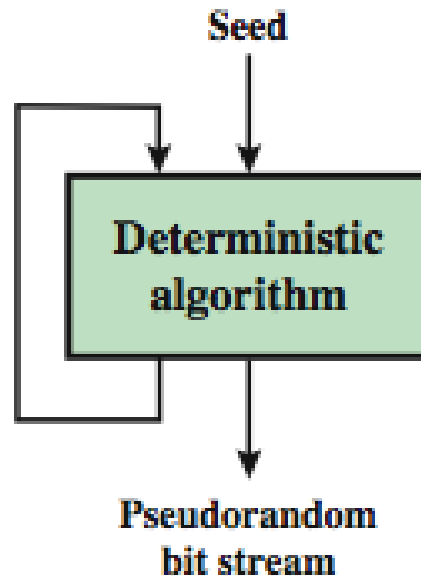 Seed
Deterministic
algorithm
Pseudorandom
bit stream